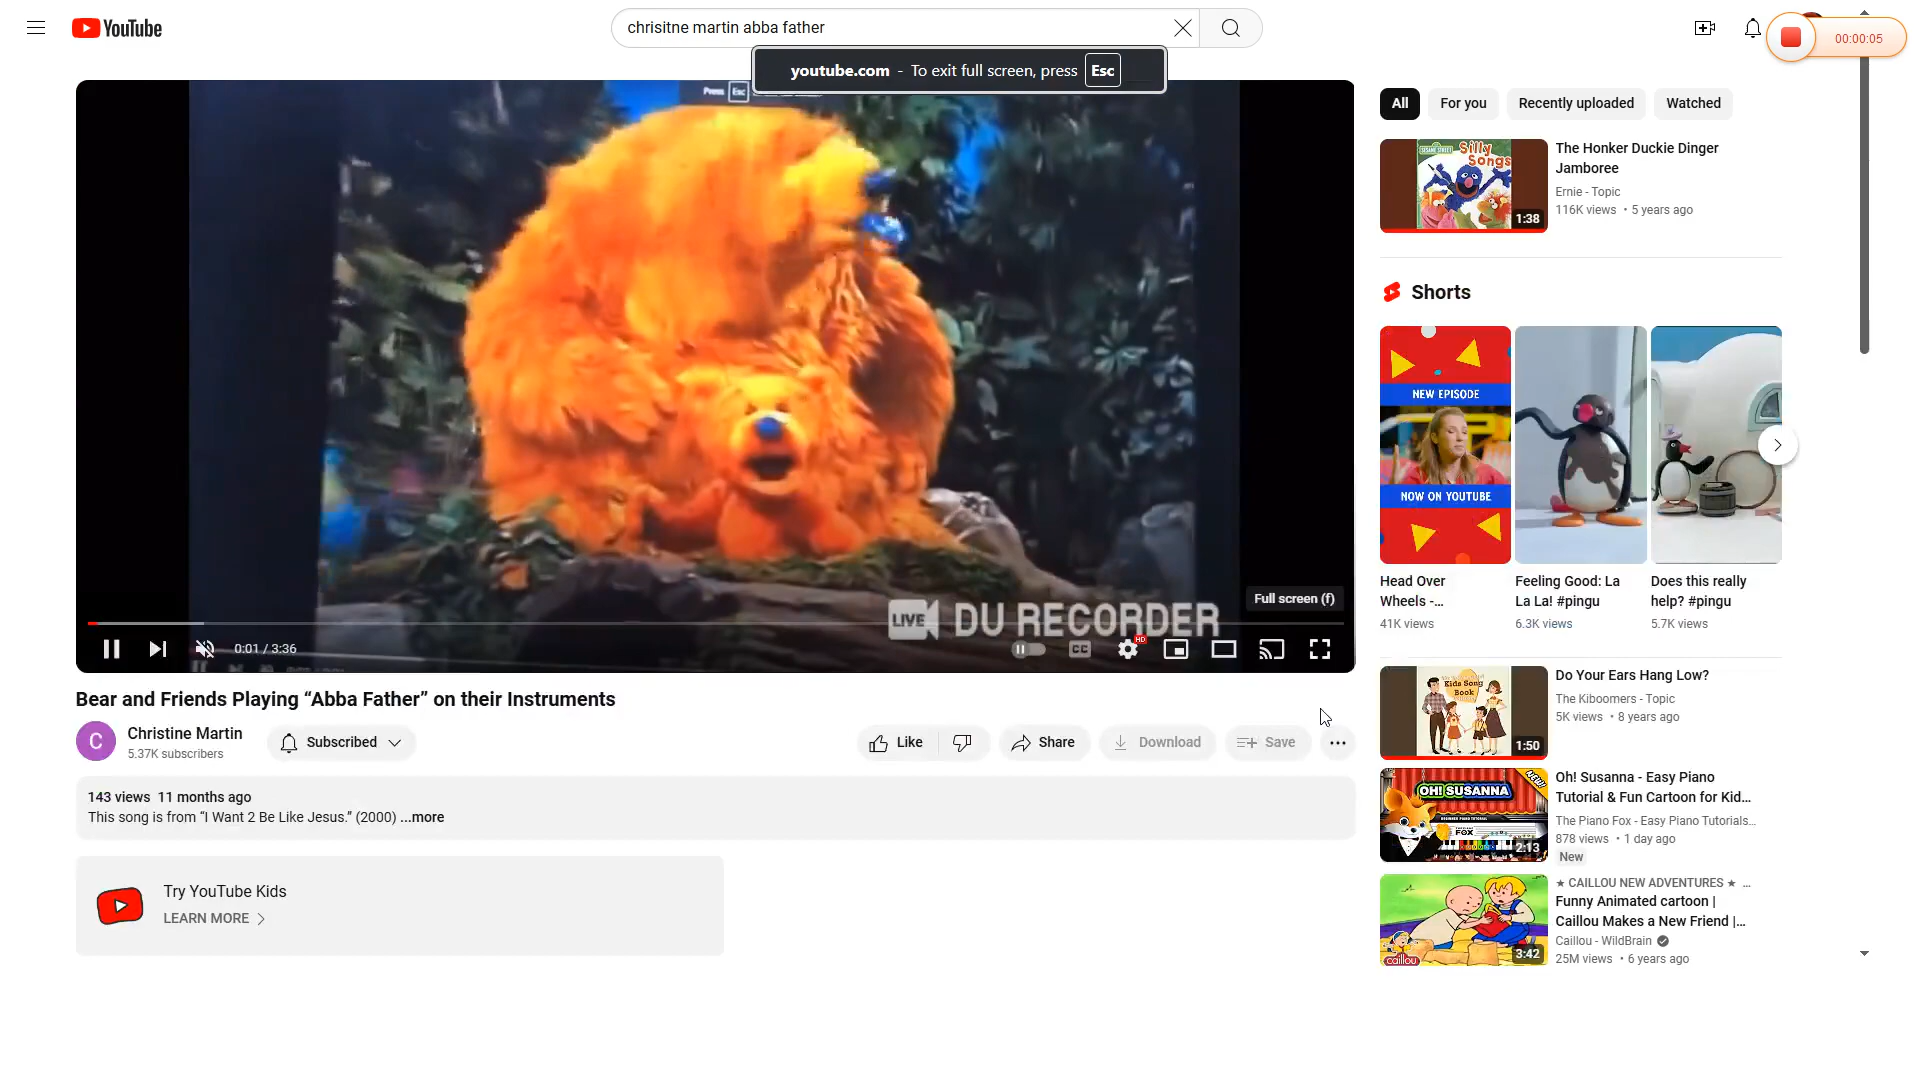 YouTube
chrisitne martin abba father
00:00:05
youtube.com - To exit full screen, press Esc
Press Esc
LIVE DU RECORDER
Full screen (f)
0:01 / 3:36
CC
HD
Bear and Friends Playing “Abba Father” on their Instruments
C
Christine Martin
5.37K subscribers
Subscribed
Like
Share
Download
Save
143 views 11 months ago
This song is from “I Want 2 Be Like Jesus.” (2000) ...more
Try YouTube Kids
LEARN MORE
All
For you
Recently uploaded
Watched
SESAME STREET
Silly Songs
1:38
The Honker Duckie Dinger
Jamboree
Ernie - Topic
116K views • 5 years ago
Shorts
NEW EPISODE
NOW ON YOUTUBE
Head Over
Wheels -...
41K views
Feeling Good: La
La La! #pingu
6.3K views
Does this really
help? #pingu
5.7K views
Kids Song
Book
1:50
Do Your Ears Hang Low?
The Kiboomers - Topic
5K views • 8 years ago
NEW!
OH! SUSANNA
FOX
2:13
Oh! Susanna - Easy Piano
Tutorial & Fun Cartoon for Kid...
The Piano Fox - Easy Piano Tutorials...
878 views • 1 day ago
New
caillou
3:42
★ CAILLOU NEW ADVENTURES ★ ...
Funny Animated cartoon |
Caillou Makes a New Friend |...
Caillou - WildBrain
25M views • 6 years ago